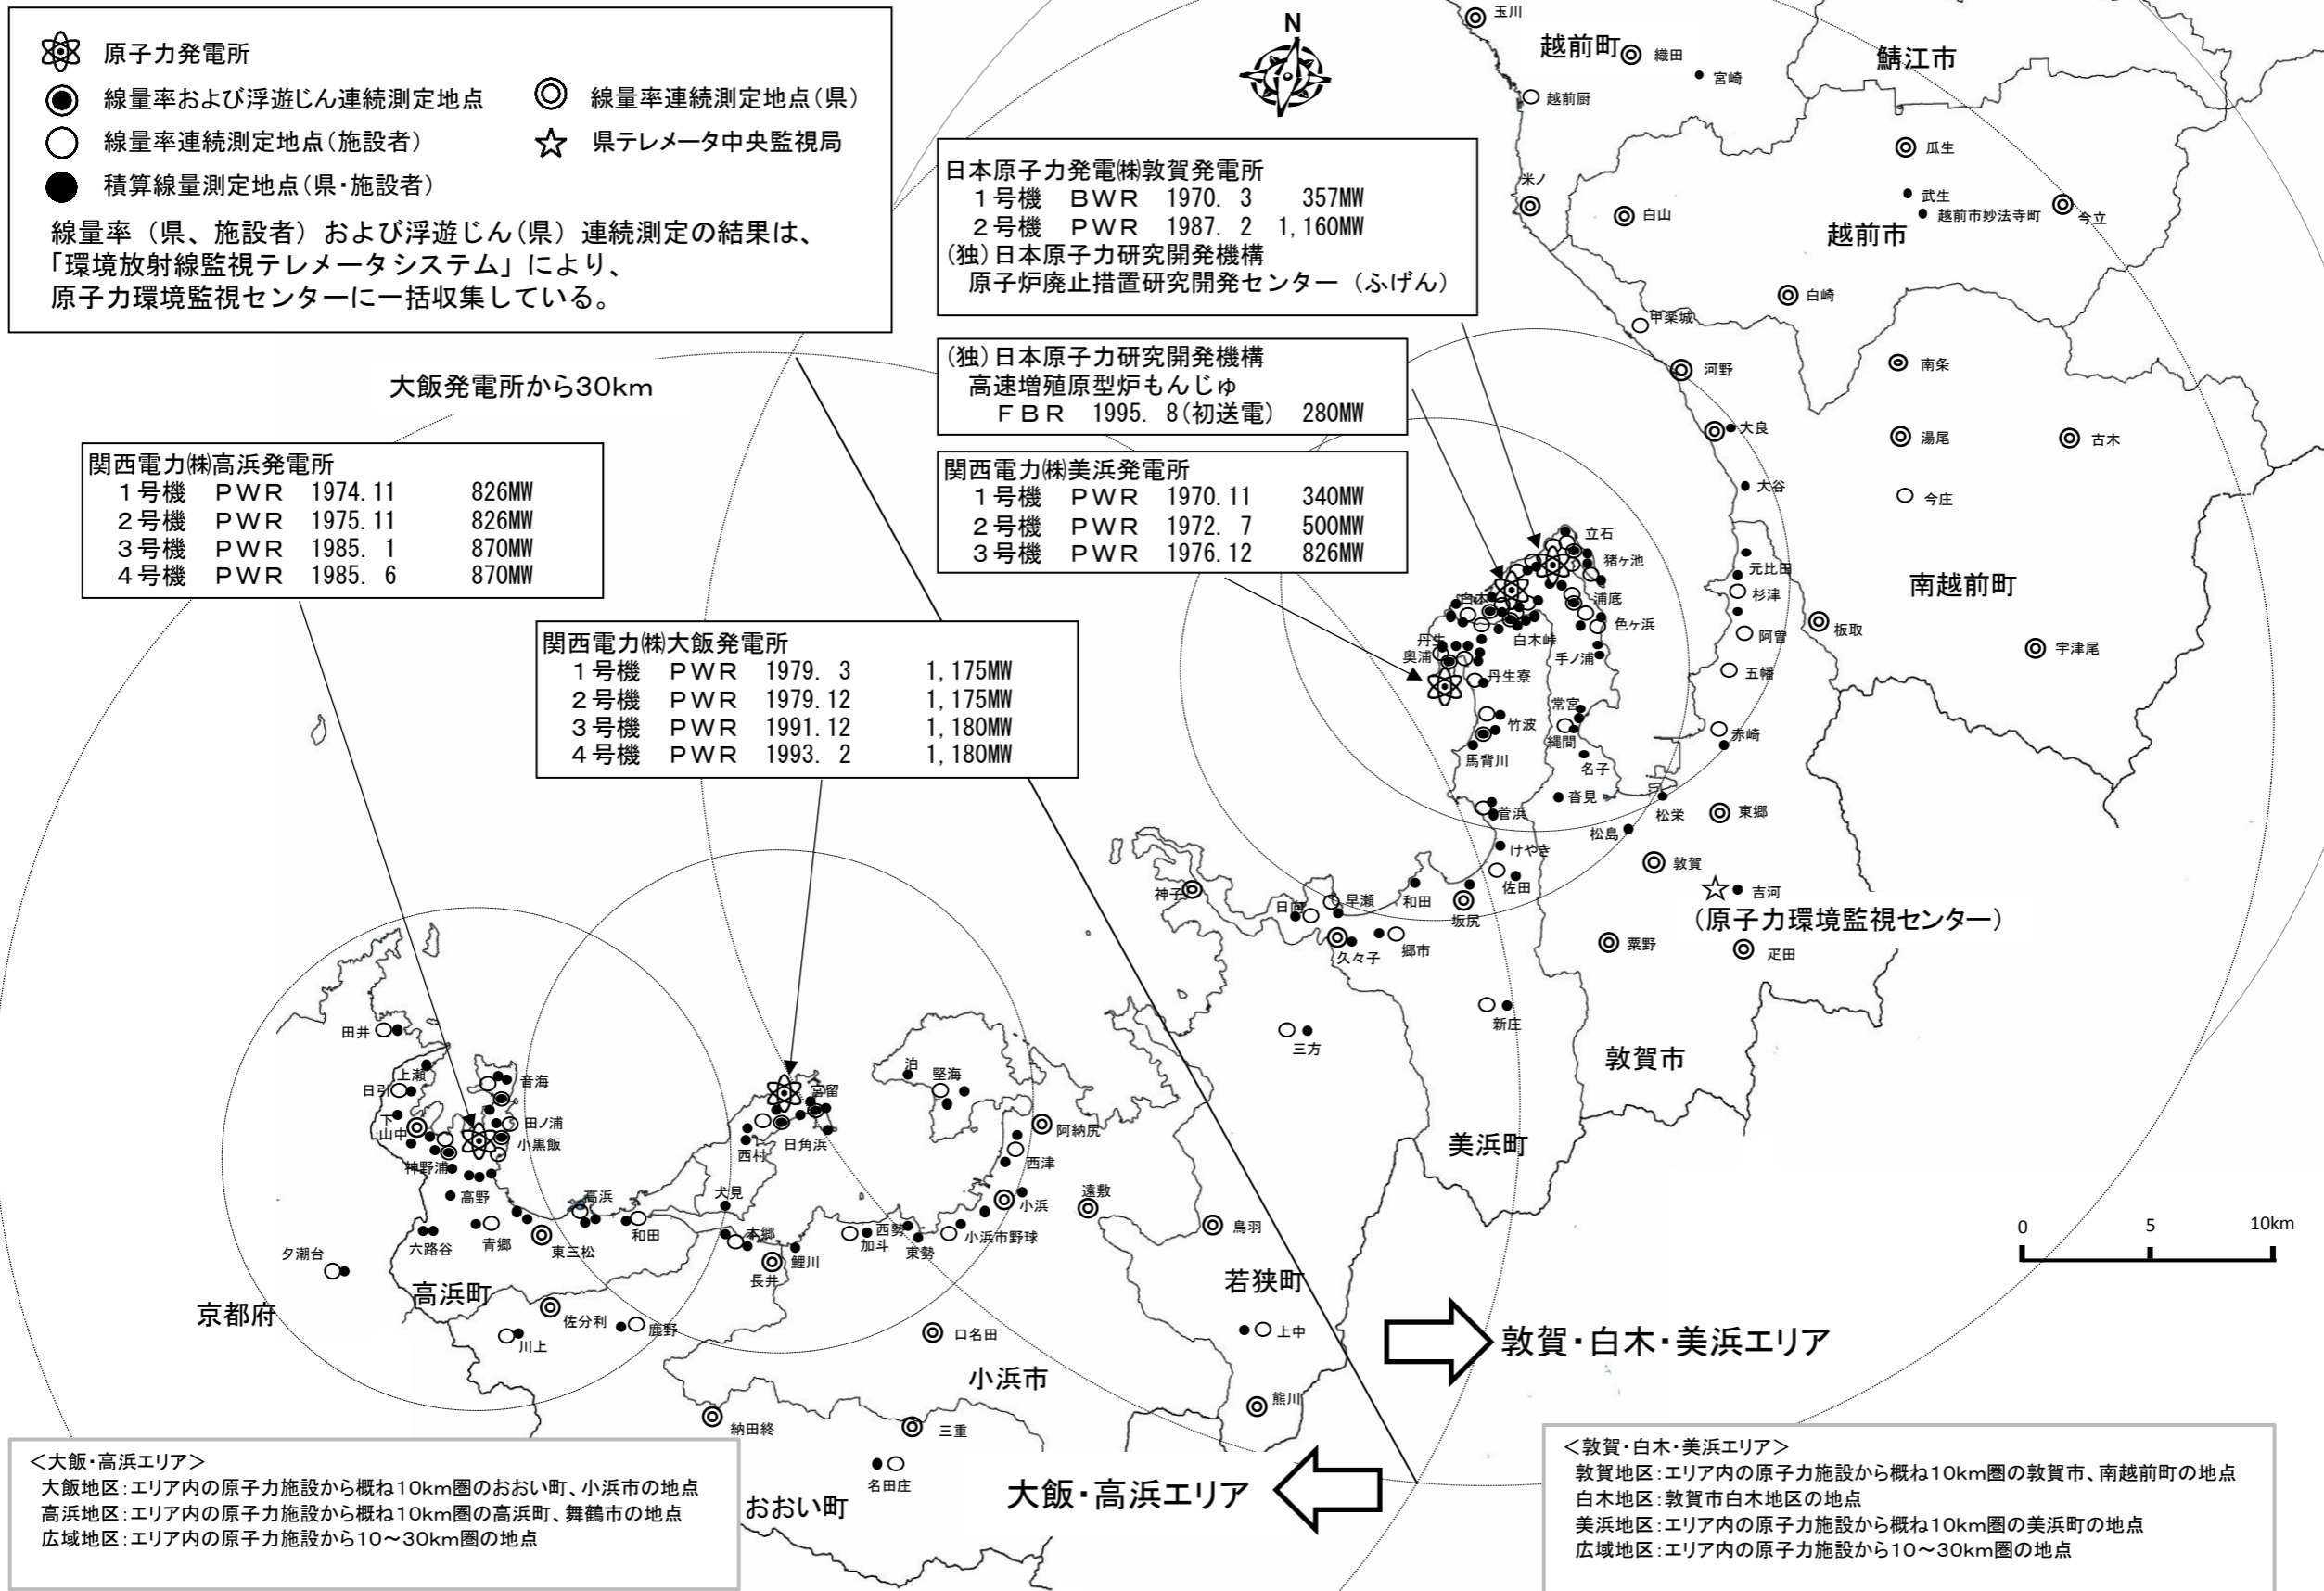 原子力発電所
線量率および浮遊じん連続測定地点
線量率連続測定地点(県)
線量率連続測定地点(施設者)
県テレメータ中央監視局
積算線量測定地点(県・施設者)
線量率（県、施設者）および浮遊じん(県）連続測定の結果は、
「環境放射線監視テレメータシステム」により、
原子力環境監視センターに一括収集している。
N
玉川
越前町
織田
宮崎
鯖江市
越前厨
瓜生
武生
越前市妙法寺町
今立
米ノ
白山
越前市
白崎
甲楽城
河野
南条
大良
湯尾
古木
大谷
今庄
日本原子力発電㈱敦賀発電所
1号機 BWR 1970. 3 357MW
2号機 PWR 1987. 2 1,160MW
(独)日本原子力研究開発機構
原子炉廃止措置研究開発センター（ふげん）
(独)日本原子力研究開発機構
高速増殖原型炉もんじゅ
FBR 1995. 8(初送電) 280MW
関西電力㈱美浜発電所
1号機 PWR 1970.11 340MW
2号機 PWR 1972. 7 500MW
3号機 PWR 1976.12 826MW
大飯発電所から30km
関西電力㈱高浜発電所
1号機 PWR 1974.11 826MW
2号機 PWR 1975.11 826MW
3号機 PWR 1985. 1 870MW
4号機 PWR 1985. 6 870MW
関西電力㈱大飯発電所
1号機 PWR 1979. 3 1,175MW
2号機 PWR 1979.12 1,175MW
3号機 PWR 1991.12 1,180MW
4号機 PWR 1993. 2 1,180MW
立石
猪ヶ池
元比田
南越前町
白木
浦底
杉津
色ヶ浜
板取
丹生
白木峠
阿曽
宇津尾
奥浦
手ノ浦
五幡
丹生寮
常宮
竹波
縄間
赤崎
馬背川
名子
沓見
菅浜
松栄
東郷
松島
けやき
敦賀
神子
佐田
吉河
日向
早瀬
和田
坂尻
(原子力環境監視センター)
久々子
郷市
粟野
疋田
新庄
三方
敦賀市
田井
上瀬
日引
音海
泊
堅海
宮留
下
山中
田ノ浦
小黒飯
西村
日角浜
阿納尻
美浜町
神野浦
西津
高野
高浜
犬見
小浜
遠敷
六路谷
青郷
東三松
和田
本郷
西勢
加斗
東勢
小浜市野球
鳥羽
夕潮台
長井
鯉川
0 5 10km
高浜町
若狭町
京都府
佐分利
鹿野
川上
口名田
上中
敦賀・白木・美浜エリア
小浜市
熊川
納田終
三重
名田庄
おおい町
大飯・高浜エリア
＜大飯・高浜エリア＞
大飯地区:エリア内の原子力施設から概ね10km圏のおおい町、小浜市の地点
高浜地区:エリア内の原子力施設から概ね10km圏の高浜町、舞鶴市の地点
広域地区:エリア内の原子力施設から10～30km圏の地点
＜敦賀・白木・美浜エリア＞
敦賀地区:エリア内の原子力施設から概ね10km圏の敦賀市、南越前町の地点
白木地区:敦賀市白木地区の地点
美浜地区:エリア内の原子力施設から概ね10km圏の美浜町の地点
広域地区:エリア内の原子力施設から10～30km圏の地点